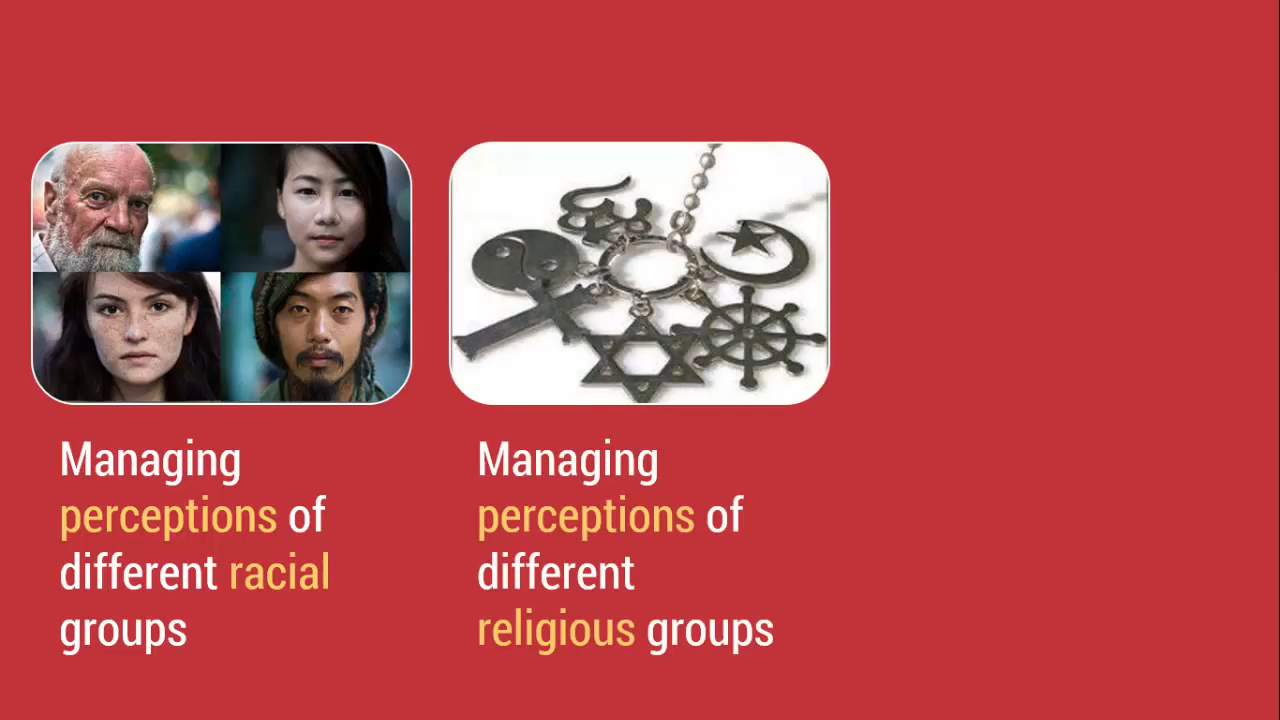 Managing
perceptions of
different racial
groups
Managing
perceptions of
different
religious groups